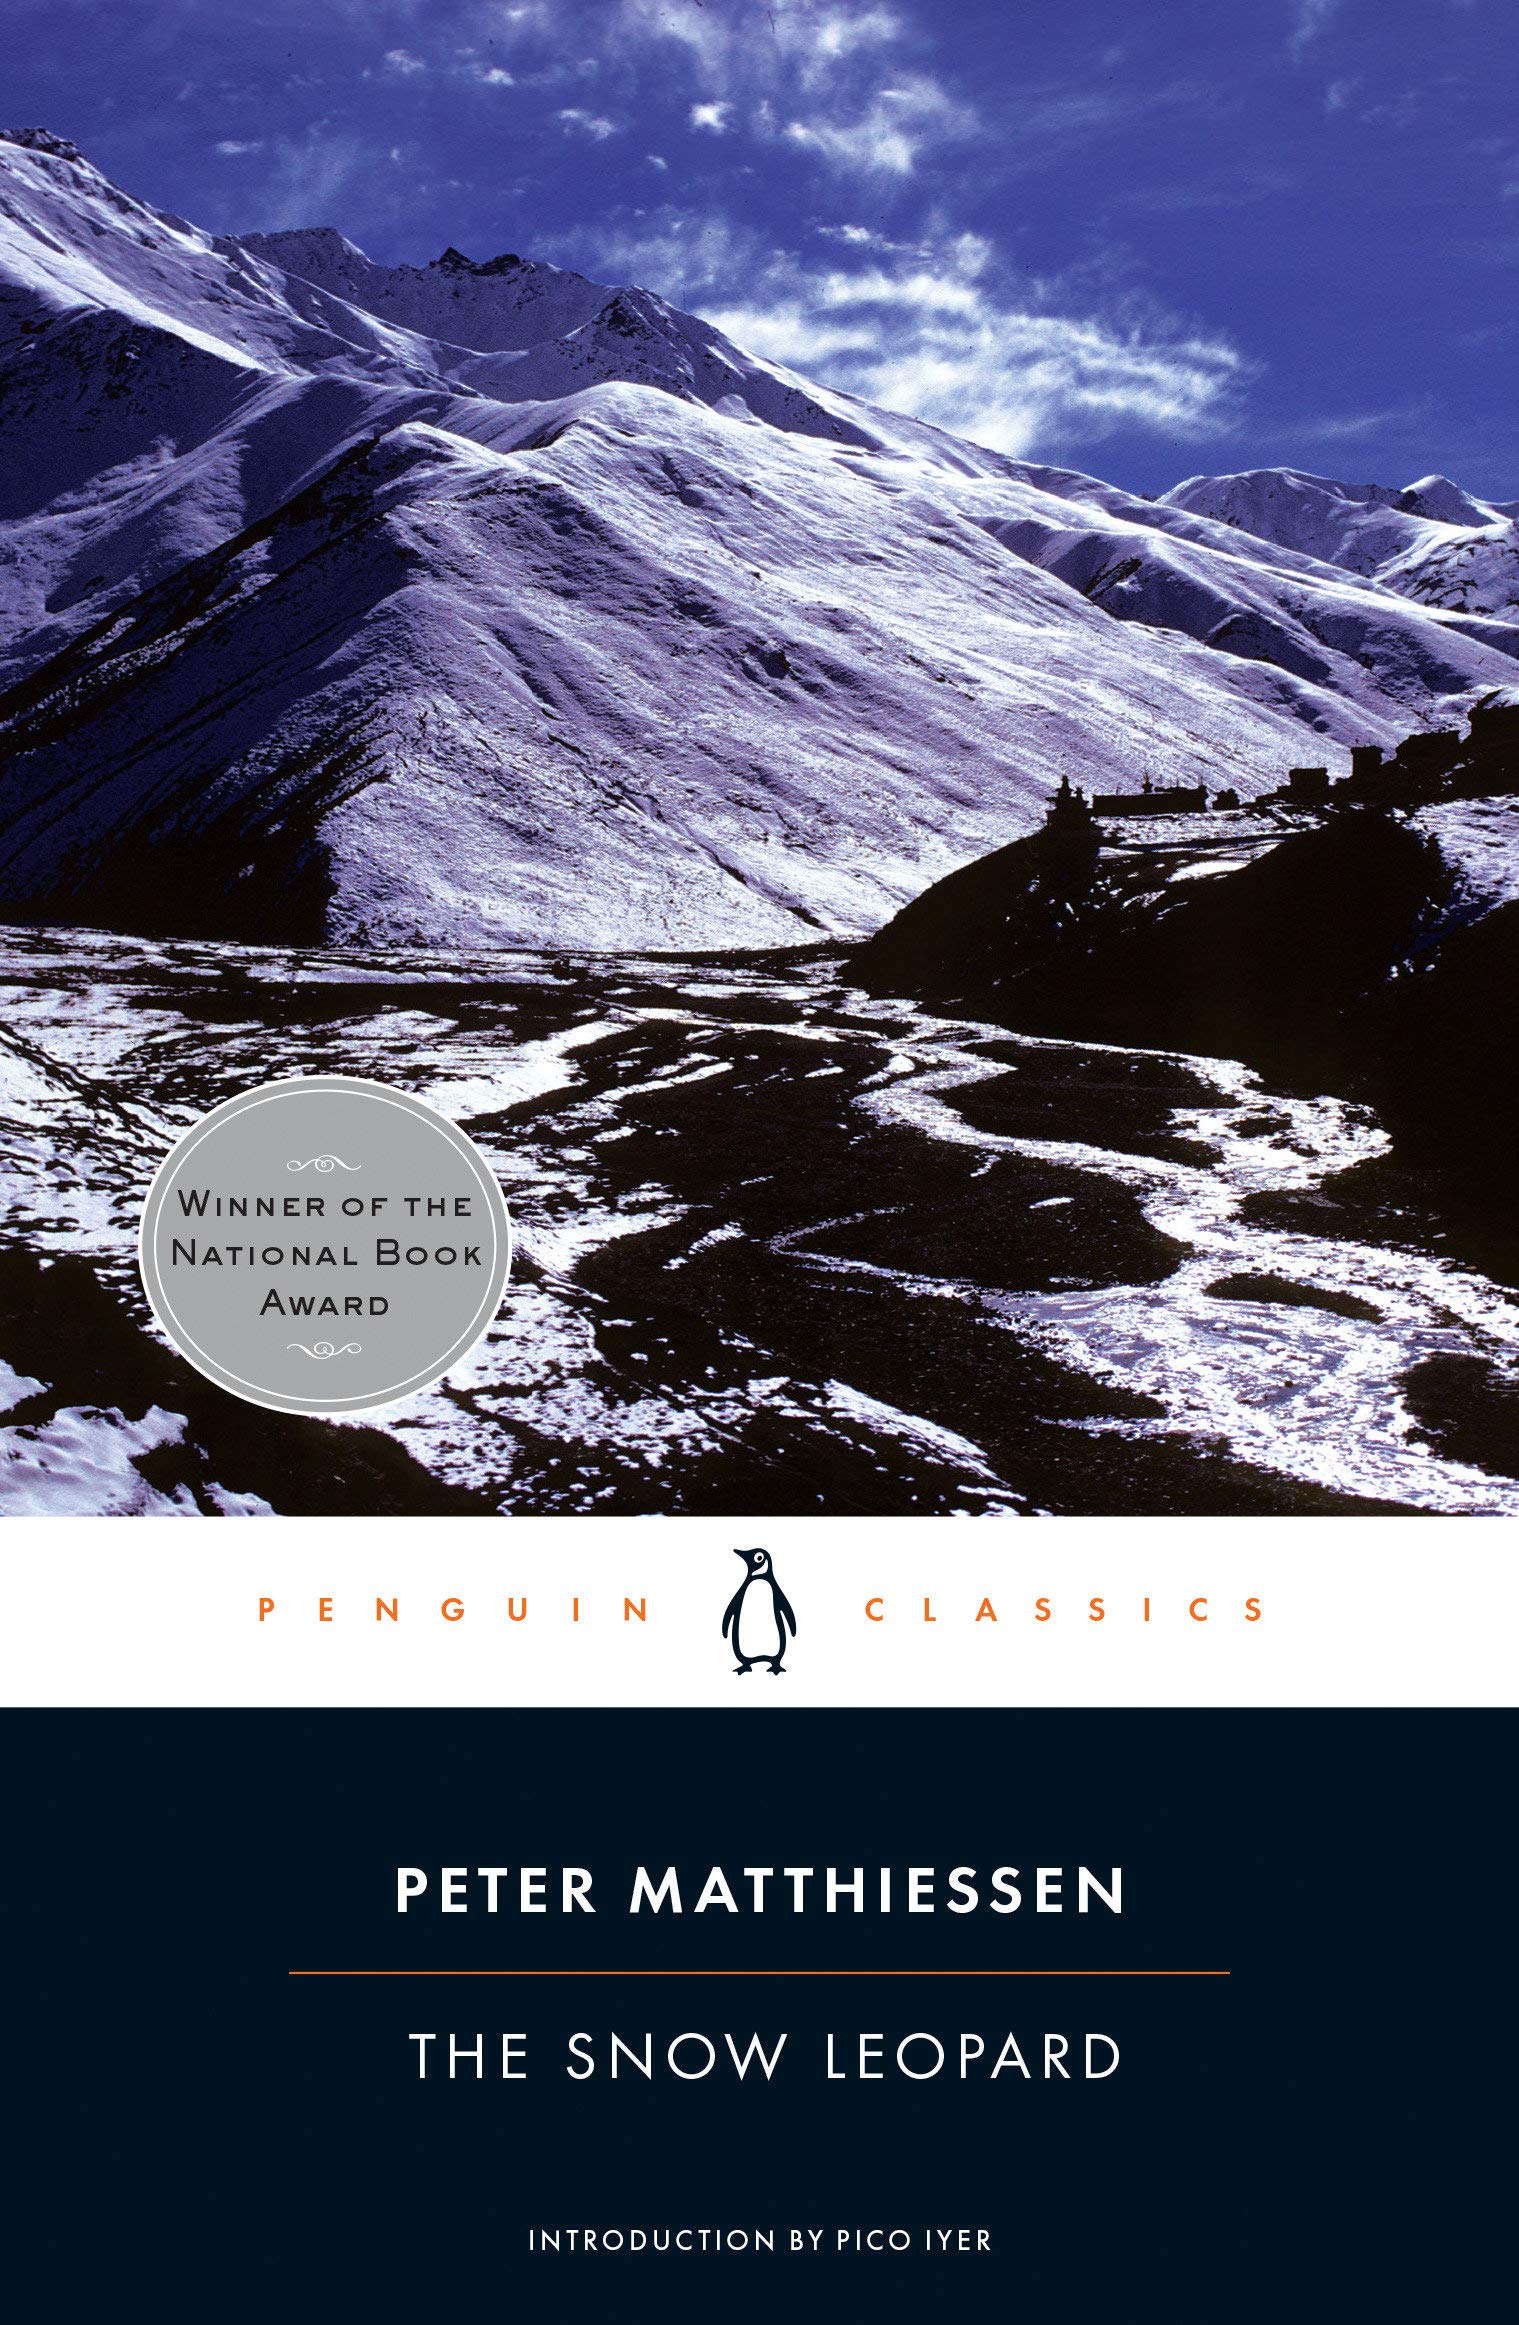 WINNER OF THE
NATIONAL BOOK
AWARD
PENGUIN CLASSICS
PETER MATTHIESSEN
THE SNOW LEOPARD
INTRODUCTION BY PICO IYER